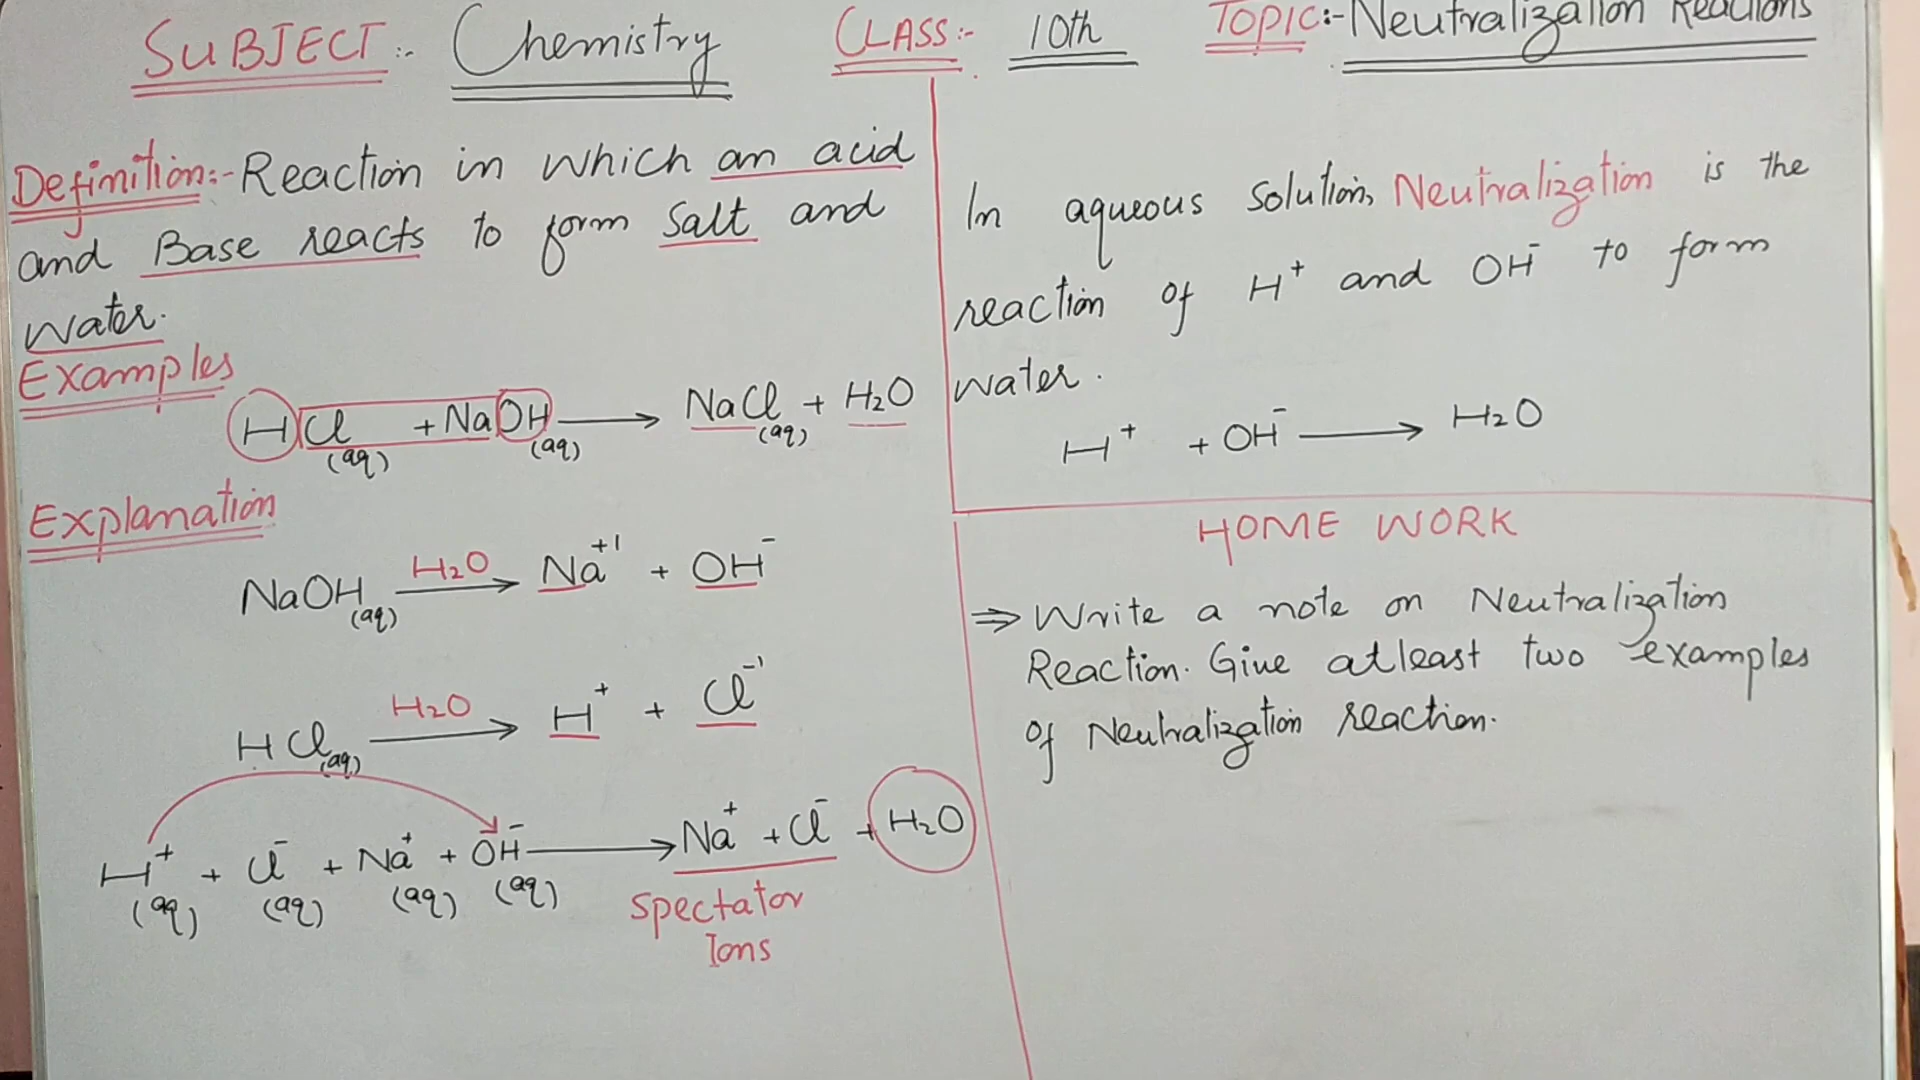 SUBJECT:- Chemistry CLASS:- 10th TOPIC:- Neutralization Reactions
Definition:- Reaction in which an acid
and Base reacts to form Salt and
water.
Examples
HCl(aq) + NaOH(aq) ⟶ NaCl(aq) + H₂O
Explanation
H₂O
NaOH(aq) ⟶ Na⁺¹ + OH⁻
H₂O
HCl(aq) ⟶ H⁺ + Cl⁻¹
H⁺(aq) + Cl⁻(aq) + Na⁺(aq) + OH⁻(aq) ⟶ Na⁺ + Cl⁻ + H₂O
Spectator
Ions
In aqueous solution, Neutralization is the
reaction of H⁺ and OH⁻ to form
water.
H⁺ + OH⁻ ⟶ H₂O
HOME WORK
⇒ Write a note on Neutralization
Reaction. Give atleast two examples
of Neutralization reaction.